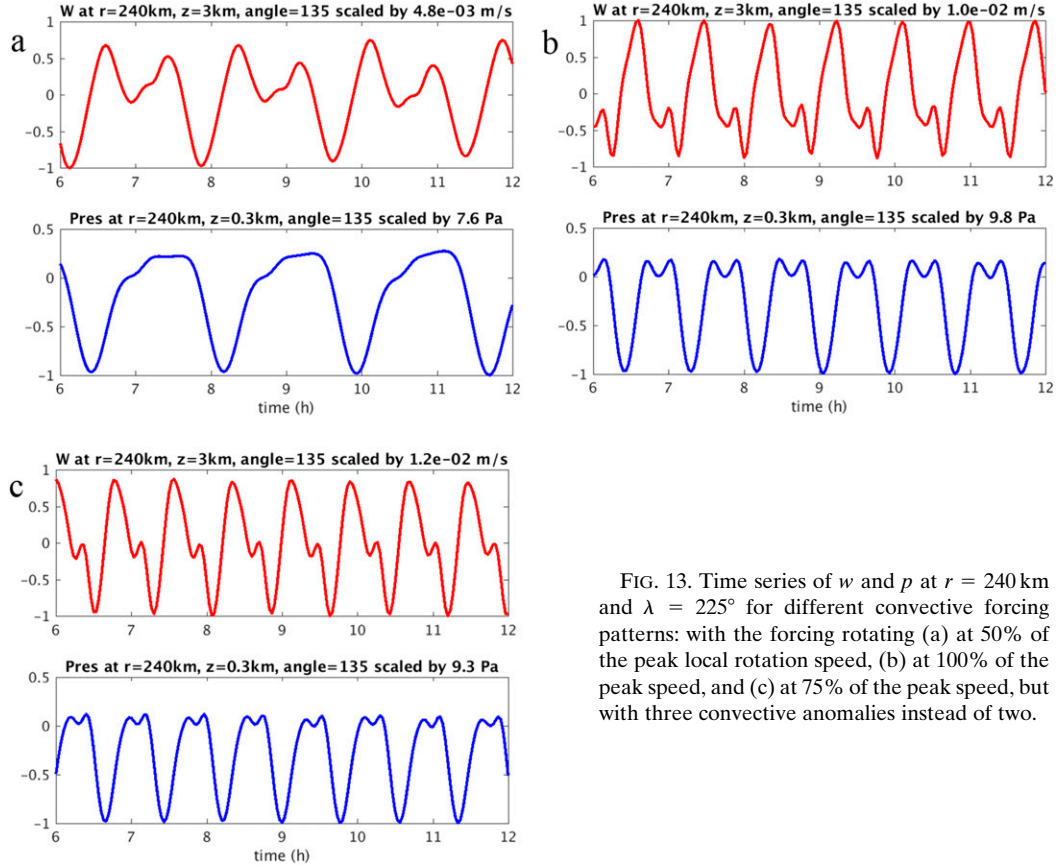 a
W at r=240km, z=3km, angle=135 scaled by 4.8e-03 m/s
1
0.5
0
-0.5
-1
6 7 8 9 10 11 12
Pres at r=240km, z=0.3km, angle=135 scaled by 7.6 Pa
0.5
0
-0.5
-1
6 7 8 9 10 11 12
time (h)
b
W at r=240km, z=3km, angle=135 scaled by 1.0e-02 m/s
1
0.5
0
-0.5
-1
6 7 8 9 10 11 12
Pres at r=240km, z=0.3km, angle=135 scaled by 9.8 Pa
0.5
0
-0.5
-1
6 7 8 9 10 11 12
time (h)
c
W at r=240km, z=3km, angle=135 scaled by 1.2e-02 m/s
1
0.5
0
-0.5
-1
6 7 8 9 10 11 12
Pres at r=240km, z=0.3km, angle=135 scaled by 9.3 Pa
0.5
0
-0.5
-1
6 7 8 9 10 11 12
time (h)
FIG. 13. Time series of w and p at r = 240 km
and λ = 225° for different convective forcing
patterns: with the forcing rotating (a) at 50% of
the peak local rotation speed, (b) at 100% of the
peak speed, and (c) at 75% of the peak speed, but
with three convective anomalies instead of two.